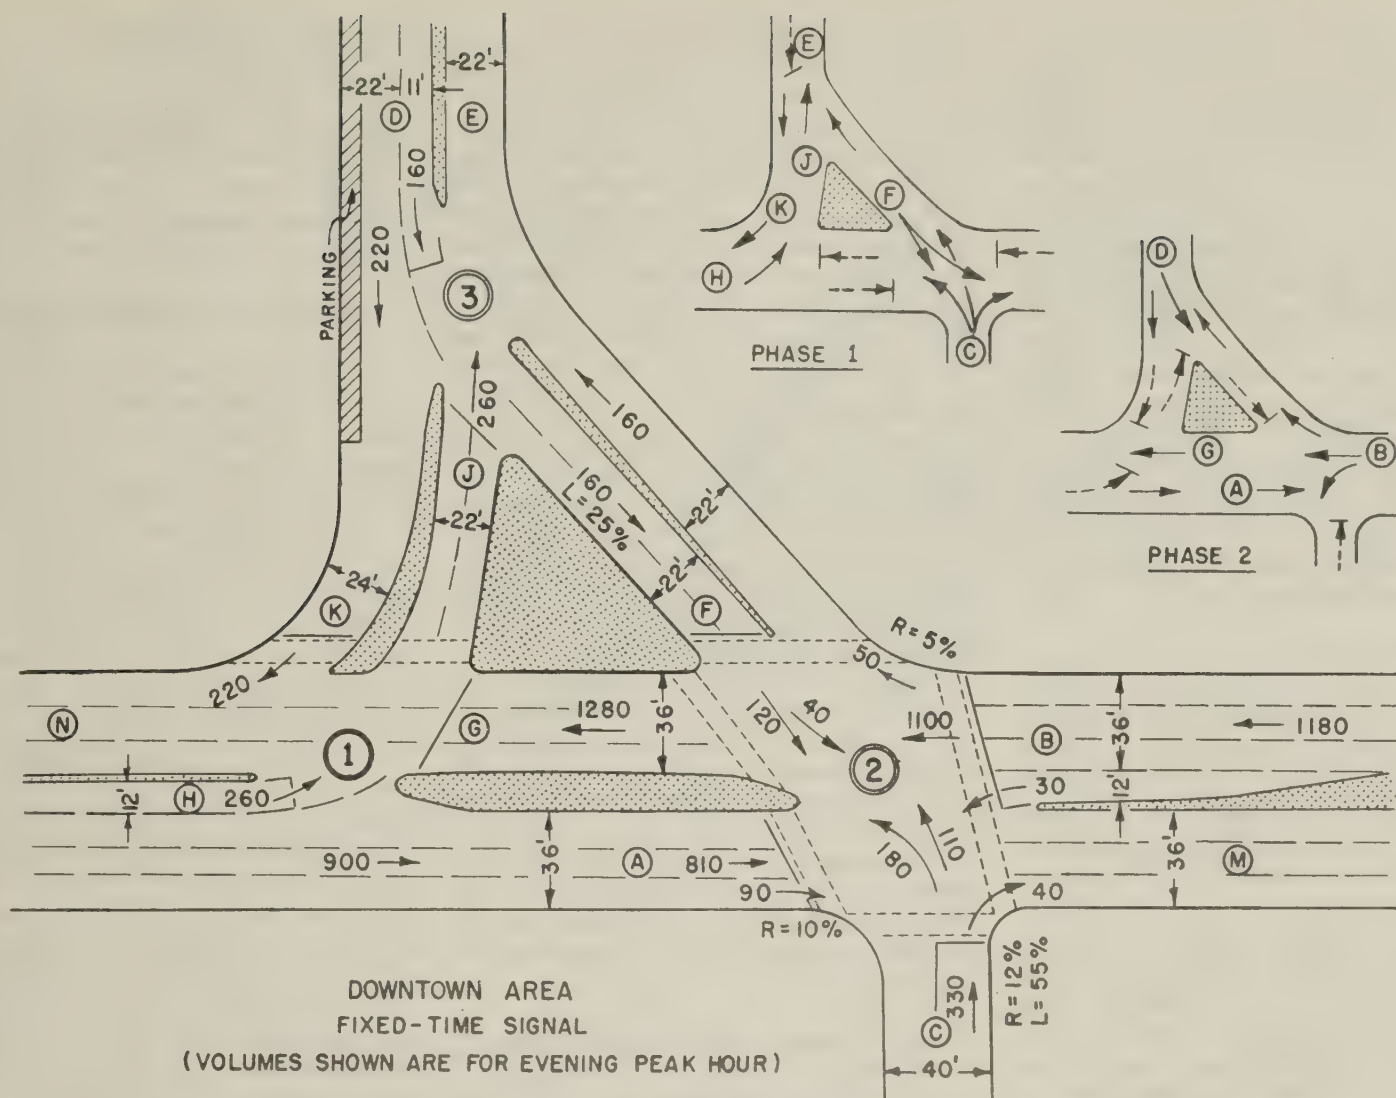 22'
22'
11'
D
E
160
PARKING
220
3
260
160
J
160
L=25%
22'
22'
22'
24'
K
F
R=5%
50
220
N
G
1280
36'
120
40
1100
B
1180
36'
1
2
12'
H
260
30
12'
900
A
810
36'
110
180
36'
M
90
40
R=10%
R=12%
L=55%
330
C
40'
E
J
F
K
H
C
PHASE 1
D
G
B
A
PHASE 2
DOWNTOWN AREA
FIXED-TIME SIGNAL
(VOLUMES SHOWN ARE FOR EVENING PEAK HOUR)